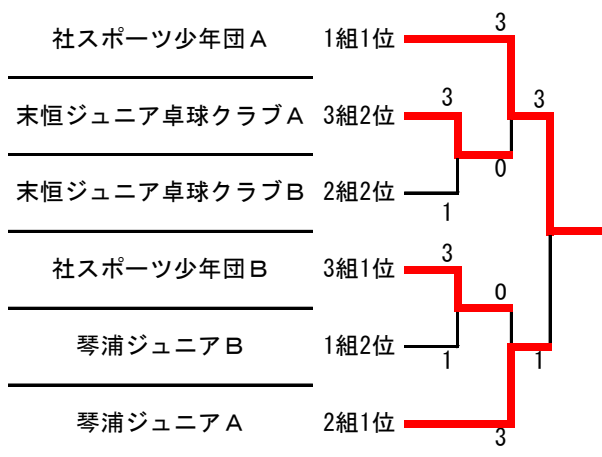 社スポーツ少年団A 1組1位 3
末恒ジュニア卓球クラブA 3組2位 3 3
0
末恒ジュニア卓球クラブB 2組2位 1
社スポーツ少年団B 3組1位 3
0
琴浦ジュニアB 1組2位 1 1
琴浦ジュニアA 2組1位 3